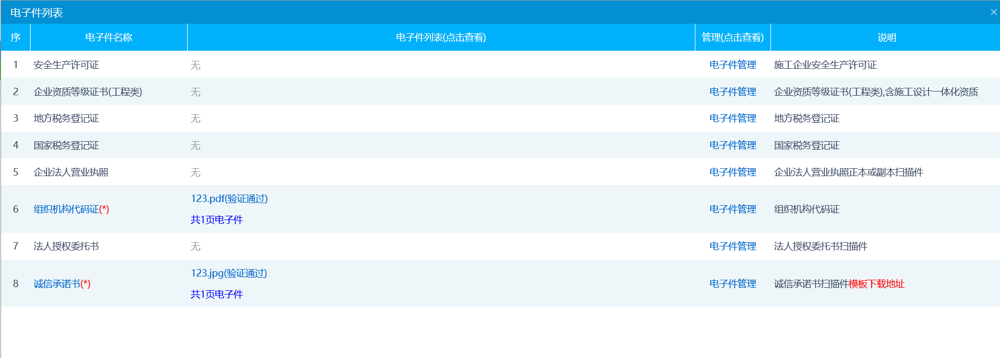 电子件列表
序 电子件名称 电子件列表(点击查看) 管理(点击查看) 说明
1 安全生产许可证 无 电子件管理 施工企业安全生产许可证
2 企业资质等级证书(工程类) 无 电子件管理 企业资质等级证书(工程类),含施工设计一体化资质
3 地方税务登记证 无 电子件管理 地方税务登记证
4 国家税务登记证 无 电子件管理 国家税务登记证
5 企业法人营业执照 无 电子件管理 企业法人营业执照正本或副本扫描件
6 组织机构代码证(*) 123.pdf(验证通过) 电子件管理 组织机构代码证
共1页电子件
7 法人授权委托书 无 电子件管理 法人授权委托书扫描件
8 诚信承诺书(*) 123.jpg(验证通过) 电子件管理 诚信承诺书扫描件模板下载地址
共1页电子件